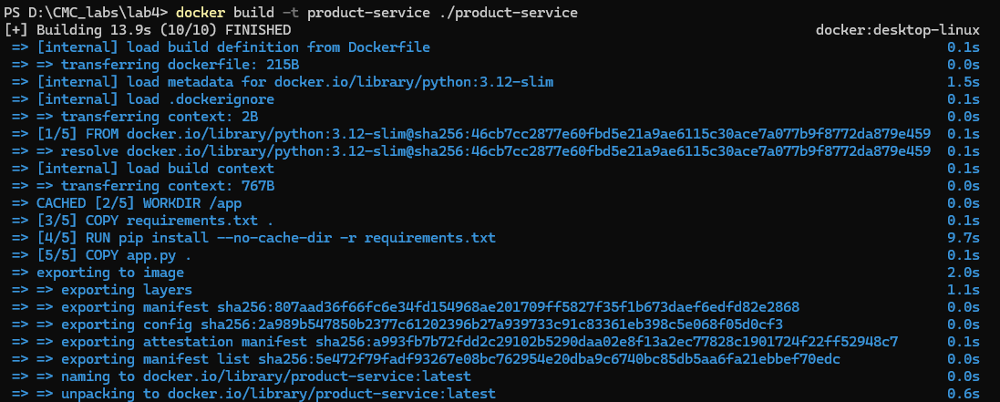 PS D:\CMC_labs\lab4> docker build -t product-service ./product-service
[+] Building 13.9s (10/10) FINISHED docker:desktop-linux
=> [internal] load build definition from Dockerfile 0.1s
=> => transferring dockerfile: 215B 0.0s
=> [internal] load metadata for docker.io/library/python:3.12-slim 1.5s
=> [internal] load .dockerignore 0.1s
=> => transferring context: 2B 0.0s
=> [1/5] FROM docker.io/library/python:3.12-slim@sha256:46cb7cc2877e60fbd5e21a9ae6115c30ace7a077b9f8772da879e459 0.1s
=> => resolve docker.io/library/python:3.12-slim@sha256:46cb7cc2877e60fbd5e21a9ae6115c30ace7a077b9f8772da879e459 0.1s
=> [internal] load build context 0.1s
=> => transferring context: 767B 0.0s
=> CACHED [2/5] WORKDIR /app 0.0s
=> [3/5] COPY requirements.txt . 0.1s
=> [4/5] RUN pip install --no-cache-dir -r requirements.txt 9.7s
=> [5/5] COPY app.py . 0.1s
=> exporting to image 2.0s
=> => exporting layers 1.1s
=> => exporting manifest sha256:807aad36f66fc6e34fd154968ae201709ff5827f35f1b673daef6edfd82e2868 0.0s
=> => exporting config sha256:2a989b547850b2377c61202396b27a939733c91c83361eb398c5e068f05d0cf3 0.0s
=> => exporting attestation manifest sha256:a993fb7b72fdd2c29102b5290daa02e8f13a2ec77828c1901724f22ff52948c7 0.1s
=> => exporting manifest list sha256:5e472f79fadf93267e08bc762954e20dba9c6740bc85db5aa6fa21ebbef70edc 0.0s
=> => naming to docker.io/library/product-service:latest 0.0s
=> => unpacking to docker.io/library/product-service:latest 0.6s